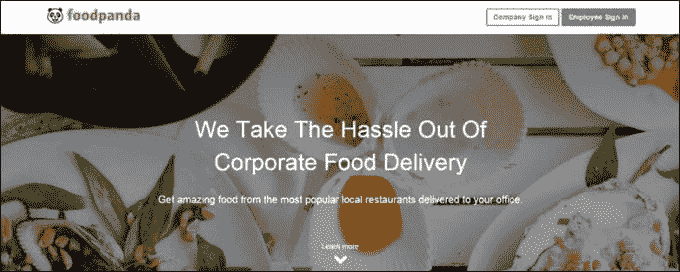 foodpanda
Company Sign In
Employee Sign In
We Take The Hassle Out Of
Corporate Food Delivery
Get amazing food from the most popular local restaurants delivered to your office.
Learn more